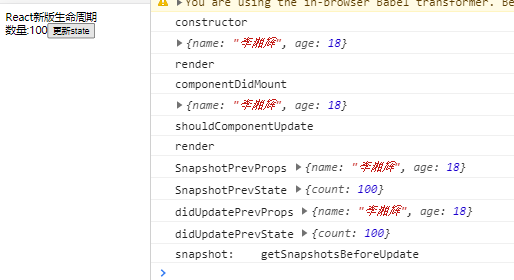 React新版生命周期
数量:100更新state
You are using the in-browser Babel transformer. Be
constructor
{name: "李湘辉", age: 18}
render
componentDidMount
{name: "李湘辉", age: 18}
shouldComponentUpdate
render
SnapshotPrevProps {name: "李湘辉", age: 18}
SnapshotPrevState {count: 100}
didUpdatePrevProps {name: "李湘辉", age: 18}
didUpdatePrevState {count: 100}
snapshot: getSnapshotsBeforeUpdate